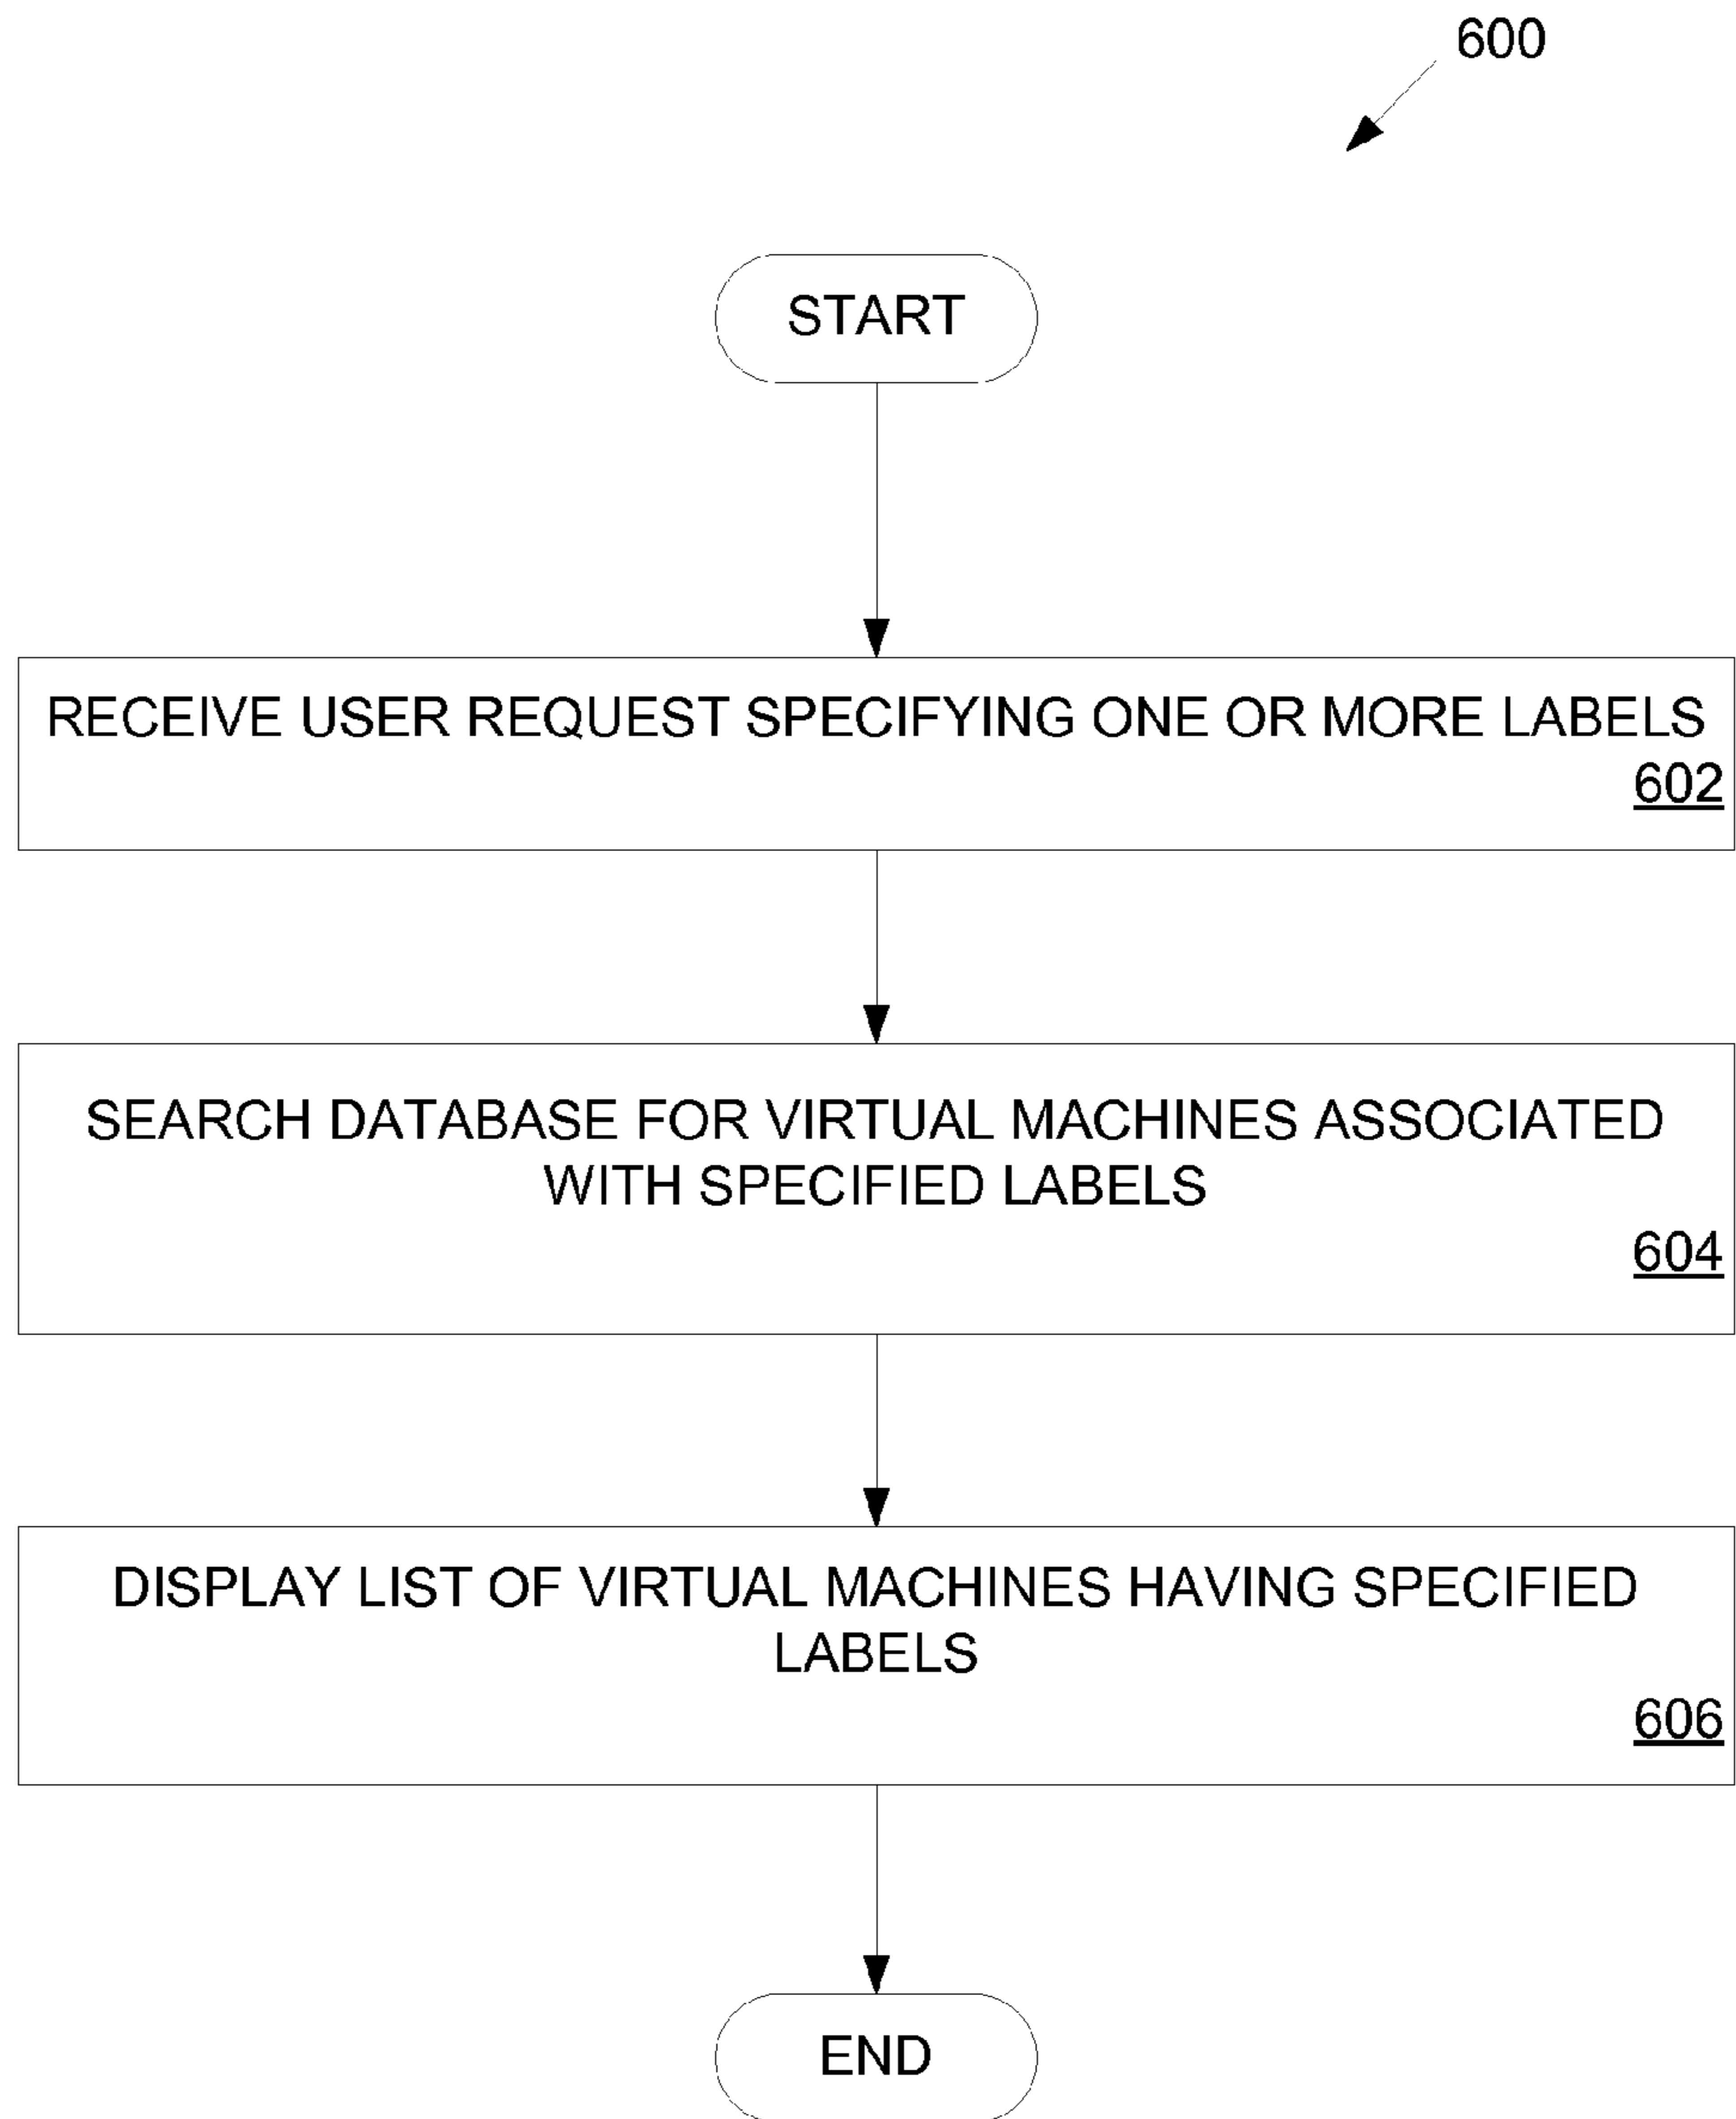 600
START
RECEIVE USER REQUEST SPECIFYING ONE OR MORE LABELS
602
SEARCH DATABASE FOR VIRTUAL MACHINES ASSOCIATED
WITH SPECIFIED LABELS
604
DISPLAY LIST OF VIRTUAL MACHINES HAVING SPECIFIED
LABELS
606
END